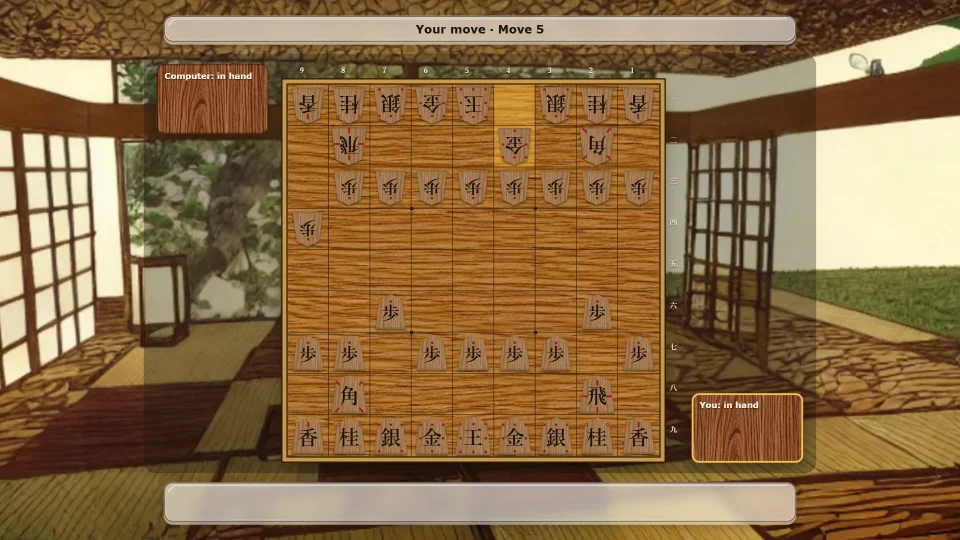 Your move · Move 5
Computer: in hand
9 8 7 6 5 4 3 2 1
香 桂 銀 金 玉 銀 桂 香
飛 金 角
歩 歩 歩 歩 歩 歩 歩 歩 三
歩 四
五
歩 歩 六
歩 歩 歩 歩 歩 歩 歩 七
角 飛 八
You: in hand
香 桂 銀 金 王 金 銀 桂 香 九